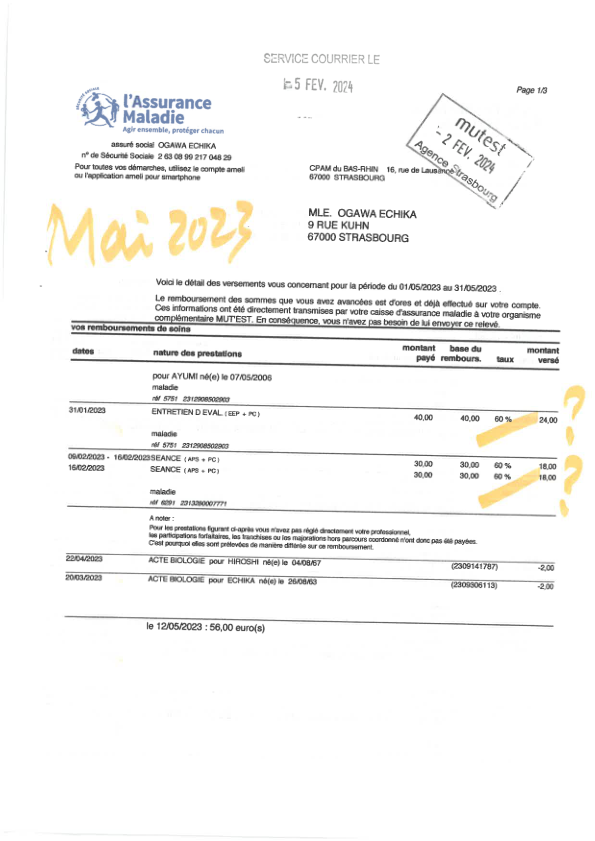 SERVICE COURRIER LE
5 FEV. 2024
Page 1/3
sécurité sociale
l'Assurance
Maladie
Agir ensemble, protéger chacun
mutest
- 2 FEV. 2024
Agence Strasbourg
assuré social OGAWA ECHIKA
n° de Sécurité Sociale 2 63 08 99 217 048 29
Pour toutes vos démarches, utilisez le compte ameli
ou l'application ameli pour smartphone
CPAM du BAS-RHIN 16, rue de Lausanne
67000 STRASBOURG
Mai 2023
MLE. OGAWA ECHIKA
9 RUE KUHN
67000 STRASBOURG
Voici le détail des versements vous concernant pour la période du 01/05/2023 au 31/05/2023 .
Le remboursement des sommes que vous avez avancées est d'ores et déjà effectué sur votre compte.
Ces informations ont été directement transmises par votre caisse d'assurance maladie à votre organisme
complémentaire MUT'EST. En conséquence, vous n'avez pas besoin de lui envoyer ce relevé.
vos remboursements de soins
dates nature des prestations montant payé base du rembours. taux montant versé
pour AYUMI né(e) le 07/05/2006
maladie
réf 5751 2312908502903
31/01/2023 ENTRETIEN D EVAL. ( EEP + PC ) 40,00 40,00 60 % 24,00 ?
maladie
réf 5751 2312908502903
09/02/2023 - 16/02/2023 SEANCE ( APS + PC ) 30,00 30,00 60 % 18,00 ?
16/02/2023 SEANCE ( APS + PC ) 30,00 30,00 60 % 18,00
maladie
réf 6291 2313280007771
A noter :
Pour les prestations figurant ci-après vous n'avez pas réglé directement votre professionnel,
les participations forfaitaires, les franchises ou les majorations hors parcours coordonné n'ont donc pas été payées.
C'est pourquoi elles sont prélevées de manière différée sur ce remboursement.
22/04/2023 ACTE BIOLOGIE pour HIROSHI né(e) le 04/08/67 (2309141787) -2,00
20/03/2023 ACTE BIOLOGIE pour ECHIKA né(e) le 26/08/63 (2309306113) -2,00
le 12/05/2023 : 56,00 euro(s)